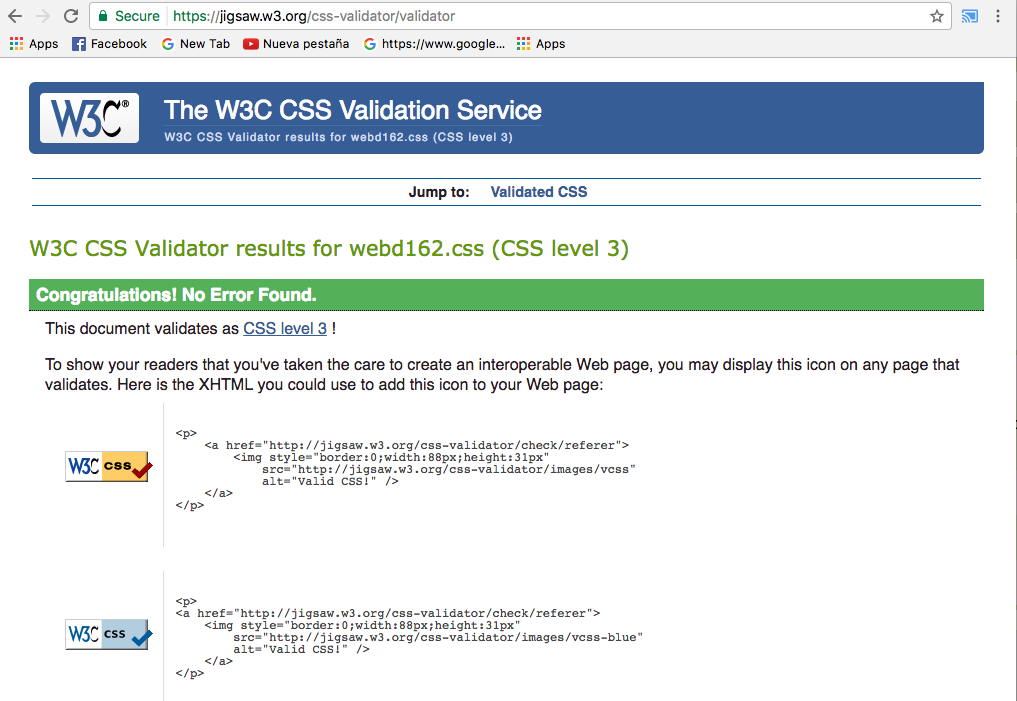 Secure https://jigsaw.w3.org/css-validator/validator
Apps Facebook New Tab Nueva pestaña https://www.google... Apps
W3C® The W3C CSS Validation Service
W3C CSS Validator results for webd162.css (CSS level 3)
Jump to: Validated CSS
W3C CSS Validator results for webd162.css (CSS level 3)
Congratulations! No Error Found.
This document validates as CSS level 3 !
To show your readers that you've taken the care to create an interoperable Web page, you may display this icon on any page that
validates. Here is the XHTML you could use to add this icon to your Web page:
<p>
<a href="http://jigsaw.w3.org/css-validator/check/referer">
<img style="border:0;width:88px;height:31px"
W3C css
src="http://jigsaw.w3.org/css-validator/images/vcss"
alt="Valid CSS!" />
</a>
</p>
<p>
<a href="http://jigsaw.w3.org/css-validator/check/referer">
<img style="border:0;width:88px;height:31px"
W3C css
src="http://jigsaw.w3.org/css-validator/images/vcss-blue"
alt="Valid CSS!" />
</a>
</p>